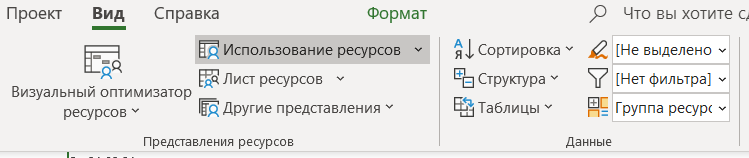 Проект Вид Справка Формат Что вы хотите сд
Визуальный оптимизатор
ресурсов
Использование ресурсов
Лист ресурсов
Другие представления
Представления ресурсов
Сортировка
Структура
Таблицы
[Не выделено
[Нет фильтра]
Группа ресурс
Данные